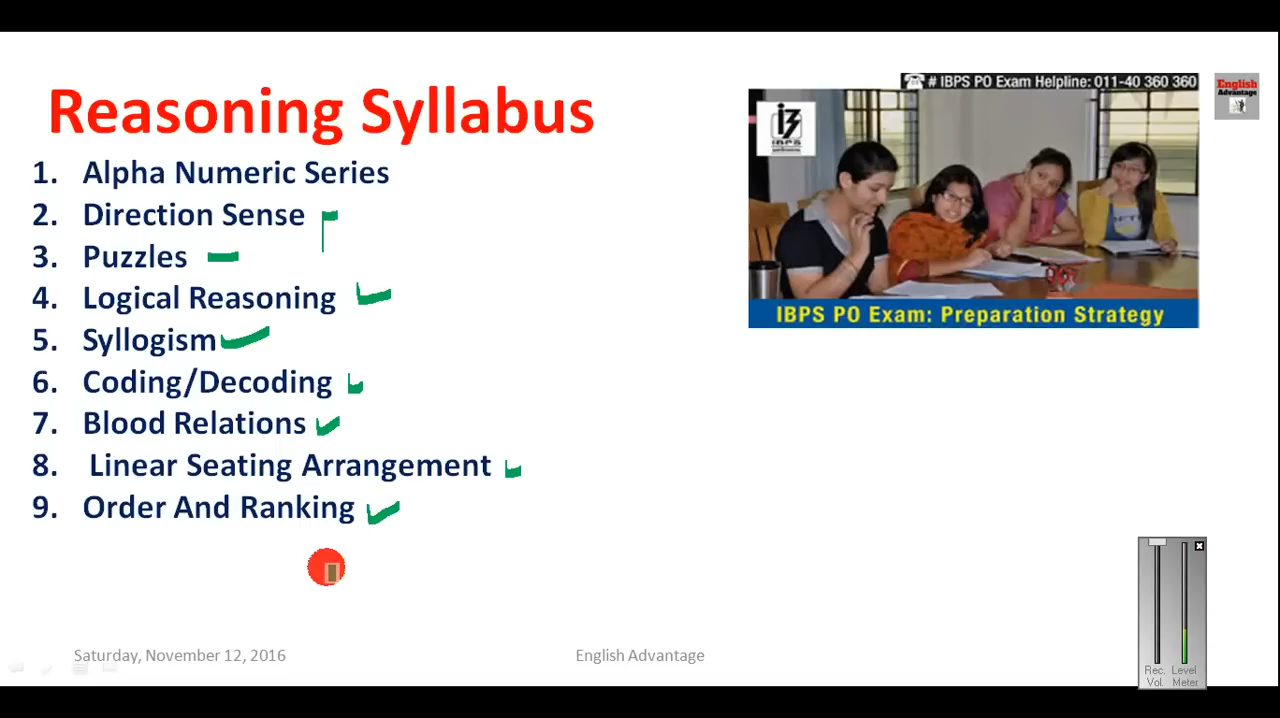 # IBPS PO Exam Helpline: 011-40 360 360
English
Advantage
Reasoning Syllabus
IBPS
1. Alpha Numeric Series
2. Direction Sense
3. Puzzles
4. Logical Reasoning
5. Syllogism
6. Coding/Decoding
7. Blood Relations
8. Linear Seating Arrangement
9. Order And Ranking
IBPS PO Exam: Preparation Strategy
Saturday, November 12, 2016
English Advantage
Rec. Level
Vol. Meter